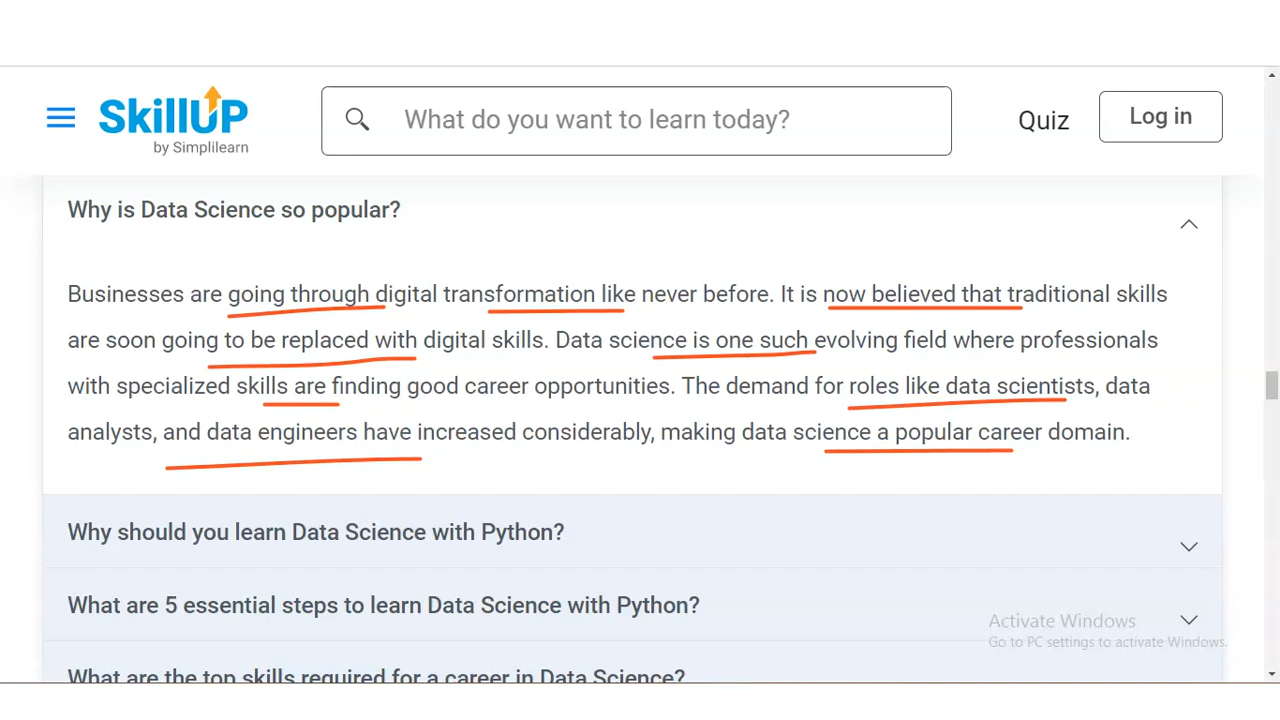 SkillUP
by Simplilearn
What do you want to learn today?
Quiz
Log in
Why is Data Science so popular?
Businesses are going through digital transformation like never before. It is now believed that traditional skills
are soon going to be replaced with digital skills. Data science is one such evolving field where professionals
with specialized skills are finding good career opportunities. The demand for roles like data scientists, data
analysts, and data engineers have increased considerably, making data science a popular career domain.
Why should you learn Data Science with Python?
What are 5 essential steps to learn Data Science with Python?
Activate Windows
Go to PC settings to activate Windows.
What are the top skills required for a career in Data Science?